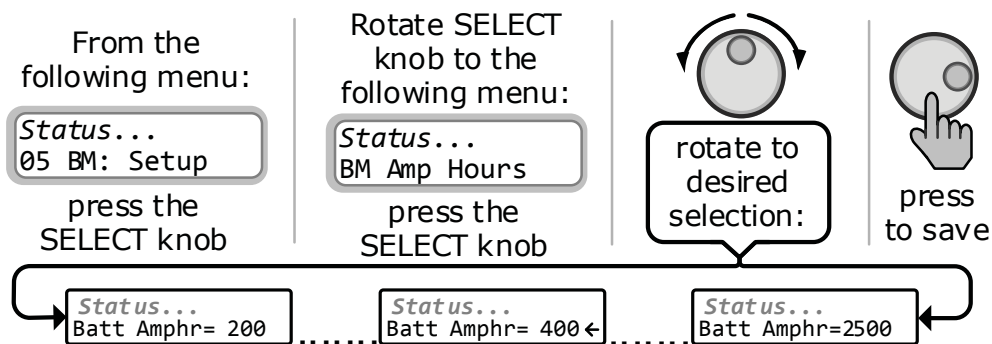 From the
following menu:
Status...
05 BM: Setup
press the
SELECT knob
Rotate SELECT
knob to the
following menu:
Status...
BM Amp Hours
press the
SELECT knob
rotate to
desired
selection:
press
to save
Status...
Batt Amphr= 200
Status...
Batt Amphr= 400←
Status...
Batt Amphr=2500